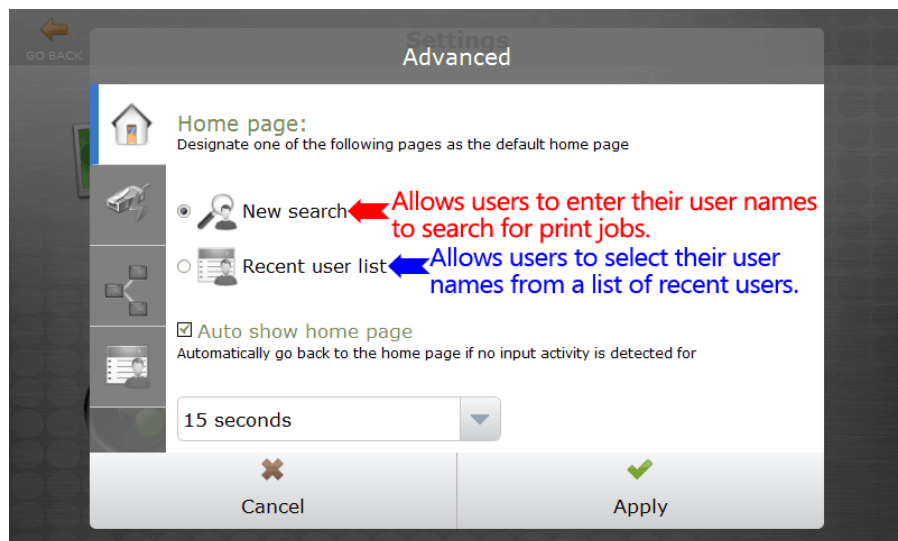 Settings
GO BACK
Advanced
Home page:
Designate one of the following pages as the default home page
New search
Allows users to enter their user names
to search for print jobs.
Recent user list
Allows users to select their user
names from a list of recent users.
Auto show home page
Automatically go back to the home page if no input activity is detected for
15 seconds
Cancel
Apply